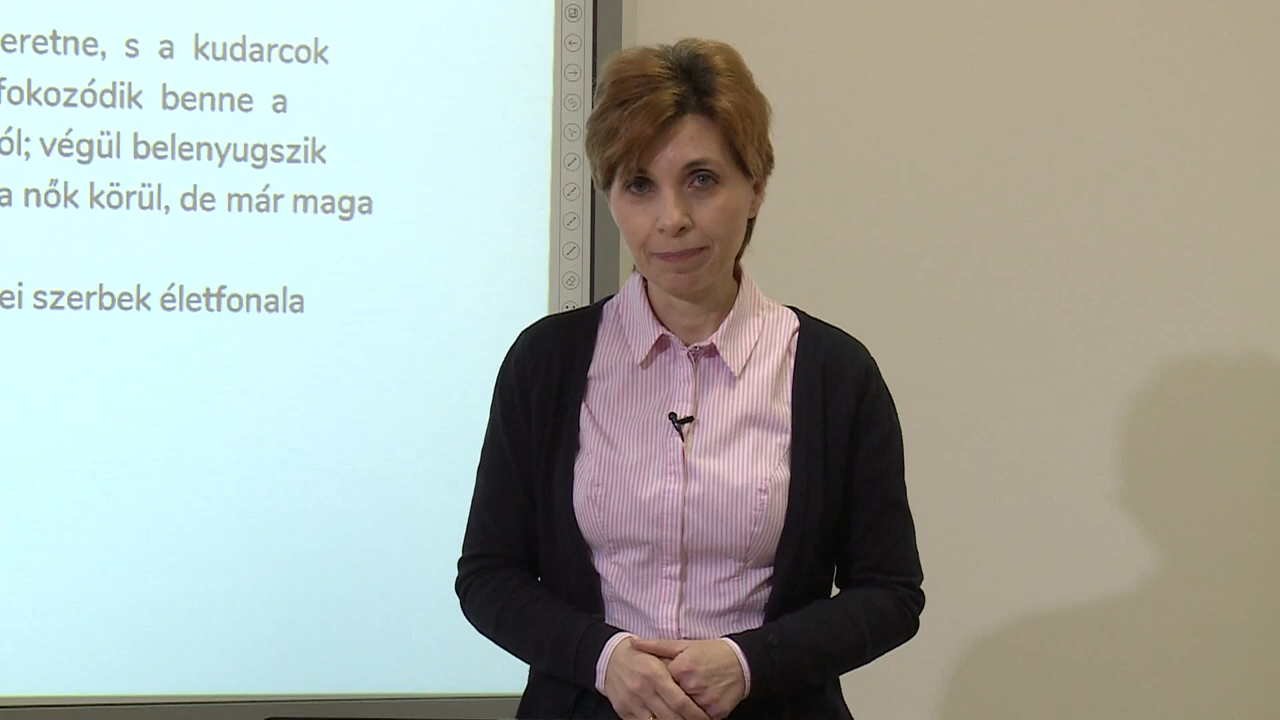 eretne, s a kudarcok
fokozódik benne a
ól; végül belenyugszik
a nők körül, de már maga
ei szerbek életfonala